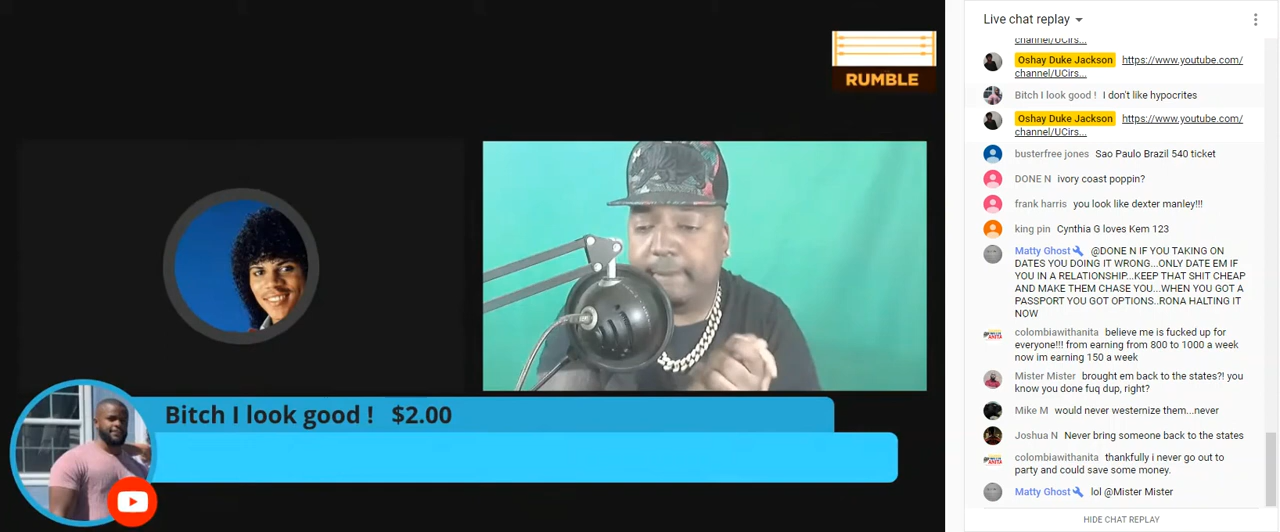 RUMBLE
Bitch I look good ! $2.00
Live chat replay
channel/UCirs...
Oshay Duke Jackson https://www.youtube.com/
channel/UCirs...
Bitch I look good ! I don't like hypocrites
Oshay Duke Jackson https://www.youtube.com/
channel/UCirs...
busterfree jones Sao Paulo Brazil 540 ticket
DONE N ivory coast poppin?
frank harris you look like dexter manley!!!
king pin Cynthia G loves Kem 123
Matty Ghost @DONE N IF YOU TAKING ON
DATES YOU DOING IT WRONG...ONLY DATE EM IF
YOU IN A RELATIONSHIP...KEEP THAT SHIT CHEAP
AND MAKE THEM CHASE YOU...WHEN YOU GOT A
PASSPORT YOU GOT OPTIONS..RONA HALTING IT
NOW
colombiawithanita believe me is fucked up for
everyone!!! from earning from 800 to 1000 a week
now im earning 150 a week
Mister Mister brought em back to the states?! you
know you done fuq dup, right?
Mike M would never westernize them...never
Joshua N Never bring someone back to the states
colombiawithanita thankfully i never go out to
party and could save some money.
Matty Ghost lol @Mister Mister
HIDE CHAT REPLAY